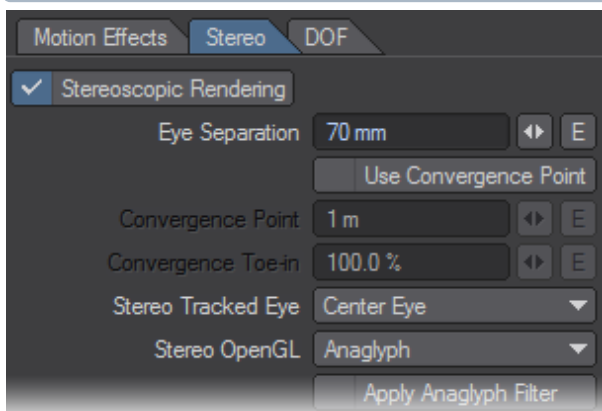 Motion Effects Stereo DOF
Stereoscopic Rendering
Eye Separation 70 mm E
Use Convergence Point
Convergence Point 1 m E
Convergence Toe-in 100.0 % E
Stereo Tracked Eye Center Eye
Stereo OpenGL Anaglyph
Apply Anaglyph Filter